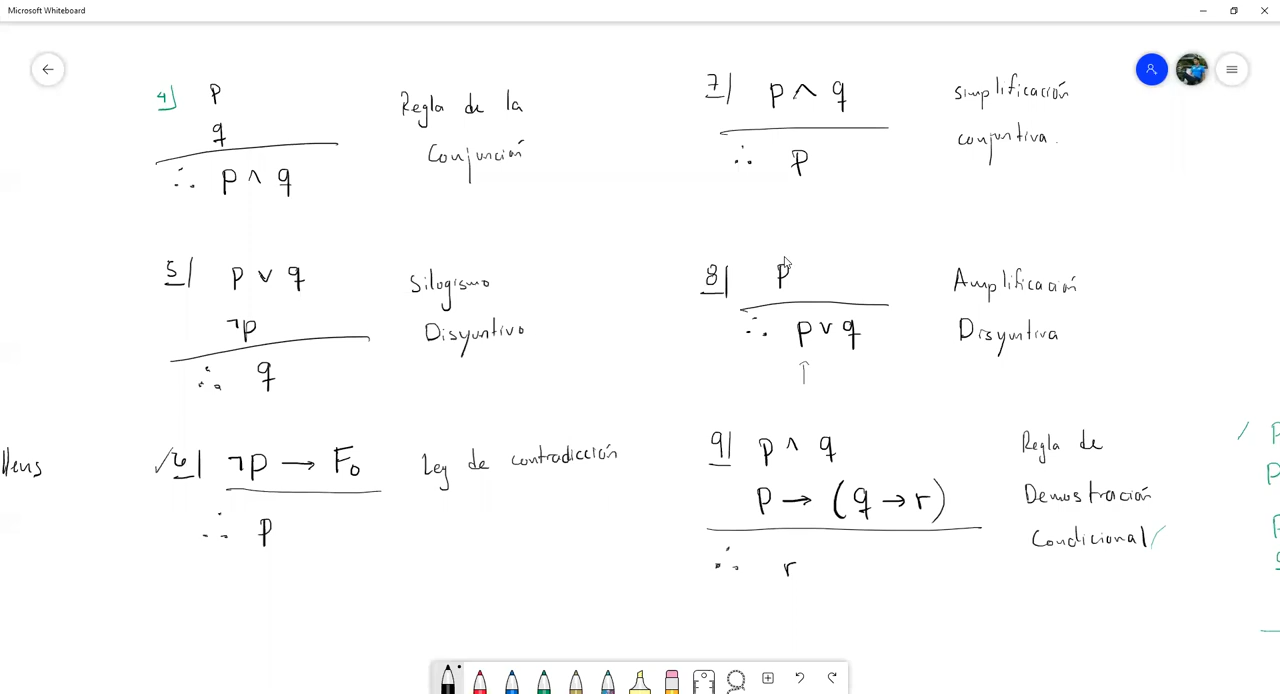 Microsoft Whiteboard
4| p
q
∴ p ∧ q
Regla de la
Conjunción
5| p ∨ q
¬p
∴ q
Silogismo
Disyuntivo
6| ¬p → F₀
∴ p
Ley de contradicción
7| p ∧ q
∴ p
simplificación
conjuntiva.
8| p
∴ p ∨ q
↑
Amplificación
Disyuntiva
9| p ∧ q
p → (q → r)
∴ r
Regla de
Demostración
Condicional